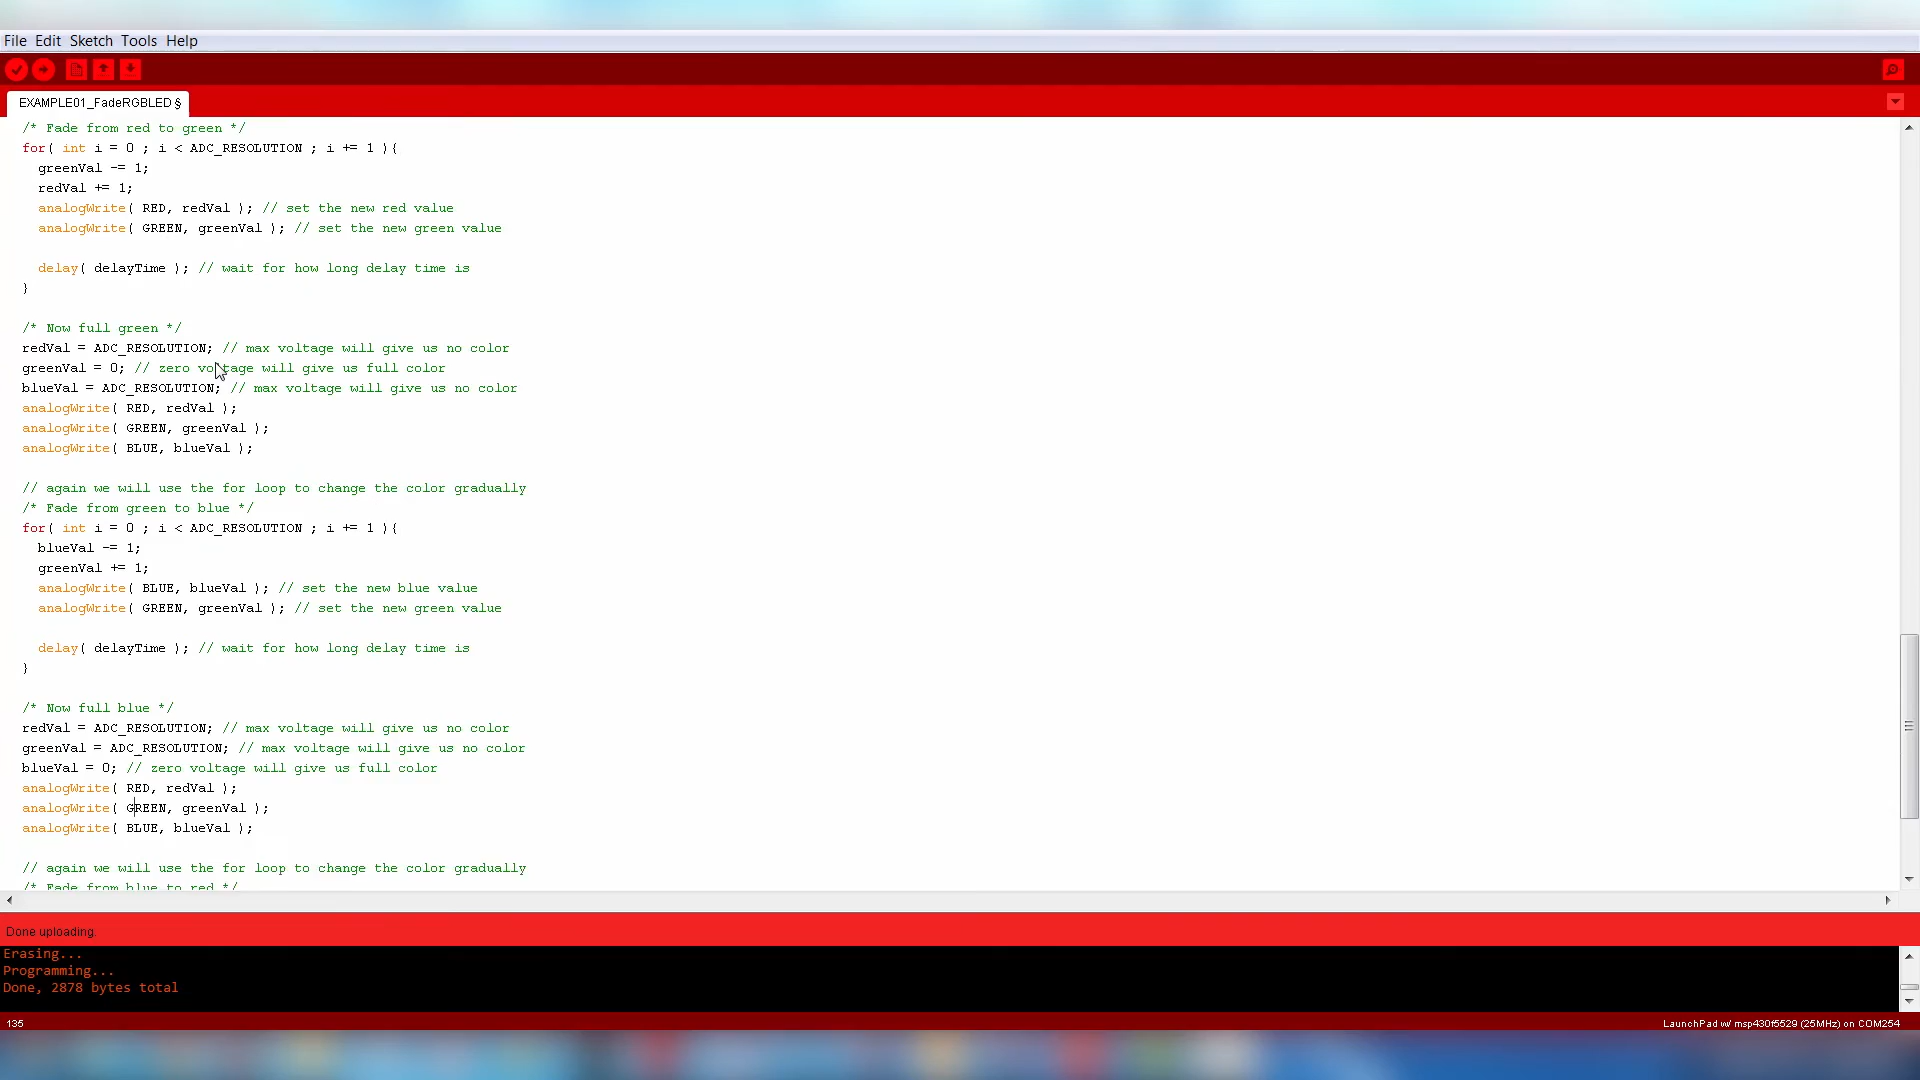 File Edit Sketch Tools Help
EXAMPLE01_FadeRGBLED §
/* Fade from red to green */
for( int i = 0 ; i < ADC_RESOLUTION ; i += 1 ){
greenVal -= 1;
redVal += 1;
analogWrite( RED, redVal ); // set the new red value
analogWrite( GREEN, greenVal ); // set the new green value
delay( delayTime ); // wait for how long delay time is
}
/* Now full green */
redVal = ADC_RESOLUTION; // max voltage will give us no color
greenVal = 0; // zero voltage will give us full color
blueVal = ADC_RESOLUTION; // max voltage will give us no color
analogWrite( RED, redVal );
analogWrite( GREEN, greenVal );
analogWrite( BLUE, blueVal );
// again we will use the for loop to change the color gradually
/* Fade from green to blue */
for( int i = 0 ; i < ADC_RESOLUTION ; i += 1 ){
blueVal -= 1;
greenVal += 1;
analogWrite( BLUE, blueVal ); // set the new blue value
analogWrite( GREEN, greenVal ); // set the new green value
delay( delayTime ); // wait for how long delay time is
}
/* Now full blue */
redVal = ADC_RESOLUTION; // max voltage will give us no color
greenVal = ADC_RESOLUTION; // max voltage will give us no color
blueVal = 0; // zero voltage will give us full color
analogWrite( RED, redVal );
analogWrite( GREEN, greenVal );
analogWrite( BLUE, blueVal );
// again we will use the for loop to change the color gradually
/* Fade from blue to red */
Done uploading.
Erasing...
Programming...
Done, 2878 bytes total
135
LaunchPad w/ msp430f5529 (25MHz) on COM254